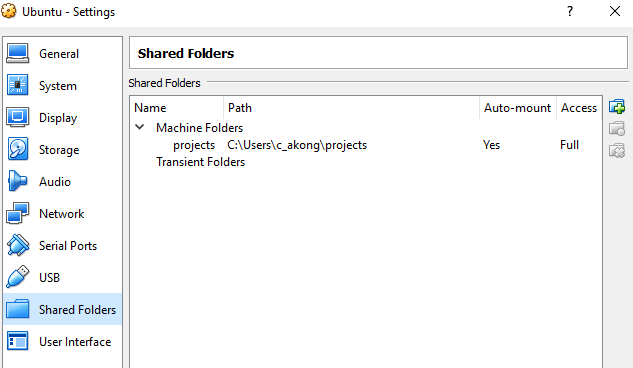 Ubuntu - Settings ? ×
General
System
Display
Storage
Audio
Network
Serial Ports
USB
Shared Folders
User Interface
Shared Folders
Shared Folders
Name Path Auto-mount Access
Machine Folders
projects C:\Users\c_akong\projects Yes Full
Transient Folders